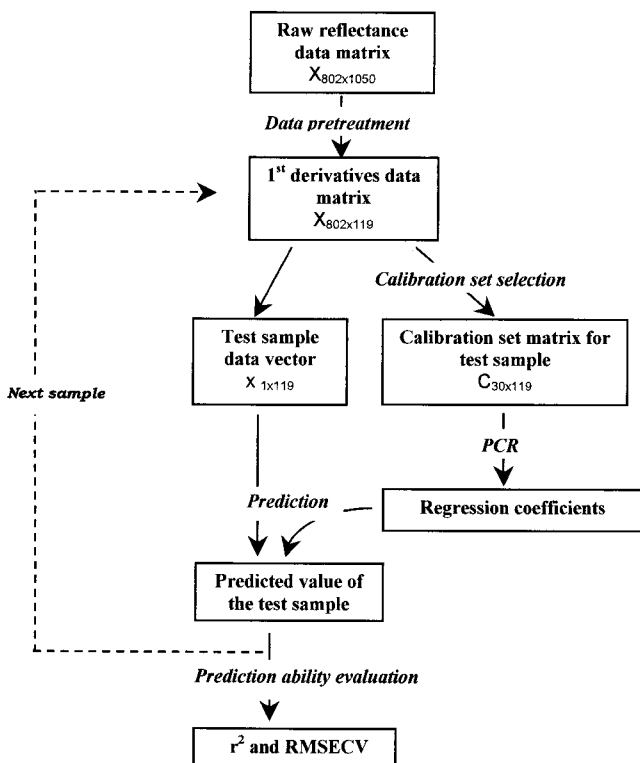 Raw reflectance
data matrix
X802x1050
Data pretreatment
1st derivatives data
matrix
X802x119
Calibration set selection
Test sample
data vector
x 1x119
Calibration set matrix for
test sample
C30x119
Next sample
PCR
Prediction
Regression coefficients
Predicted value of
the test sample
Prediction ability evaluation
r2 and RMSECV